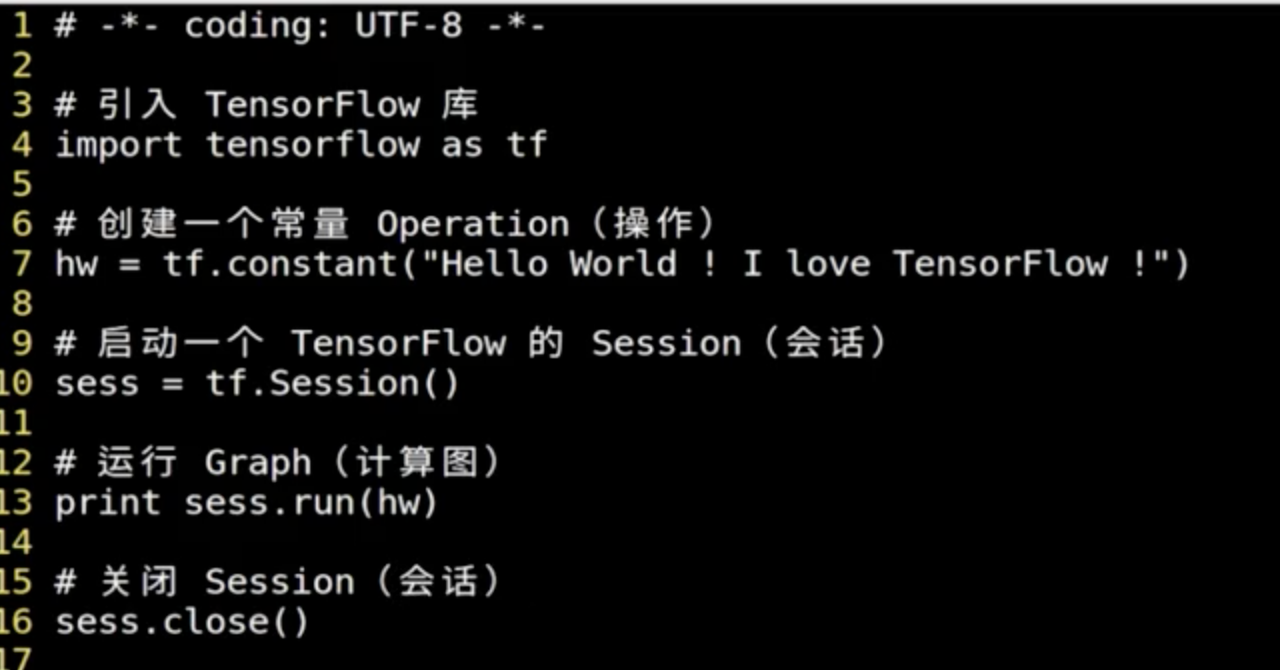 1 # -*- coding: UTF-8 -*-
2
3 # 引入 TensorFlow 库
4 import tensorflow as tf
5
6 # 创建一个常量 Operation（操作）
7 hw = tf.constant("Hello World ! I love TensorFlow !")
8
9 # 启动一个 TensorFlow 的 Session（会话）
10 sess = tf.Session()
11
12 # 运行 Graph（计算图）
13 print sess.run(hw)
14
15 # 关闭 Session（会话）
16 sess.close()
17